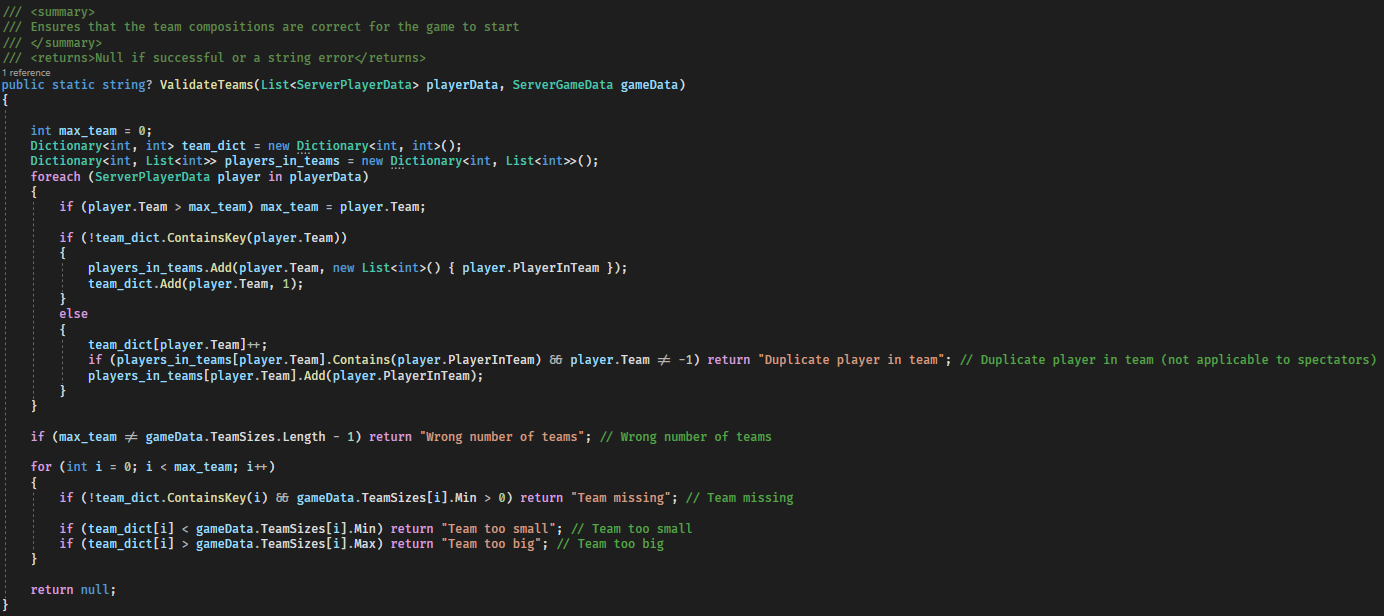 /// <summary>
/// Ensures that the team compositions are correct for the game to start
/// </summary>
/// <returns>Null if successful or a string error</returns>
1 reference
public static string? ValidateTeams(List<ServerPlayerData> playerData, ServerGameData gameData)
{
int max_team = 0;
Dictionary<int, int> team_dict = new Dictionary<int, int>();
Dictionary<int, List<int>> players_in_teams = new Dictionary<int, List<int>>();
foreach (ServerPlayerData player in playerData)
{
if (player.Team > max_team) max_team = player.Team;
if (!team_dict.ContainsKey(player.Team))
{
players_in_teams.Add(player.Team, new List<int>() { player.PlayerInTeam });
team_dict.Add(player.Team, 1);
}
else
{
team_dict[player.Team]++;
if (players_in_teams[player.Team].Contains(player.PlayerInTeam) && player.Team != -1) return "Duplicate player in team"; // Duplicate player in team (not applicable to spectators)
players_in_teams[player.Team].Add(player.PlayerInTeam);
}
}
if (max_team != gameData.TeamSizes.Length - 1) return "Wrong number of teams"; // Wrong number of teams
for (int i = 0; i < max_team; i++)
{
if (!team_dict.ContainsKey(i) && gameData.TeamSizes[i].Min > 0) return "Team missing"; // Team missing
if (team_dict[i] < gameData.TeamSizes[i].Min) return "Team too small"; // Team too small
if (team_dict[i] > gameData.TeamSizes[i].Max) return "Team too big"; // Team too big
}
return null;
}